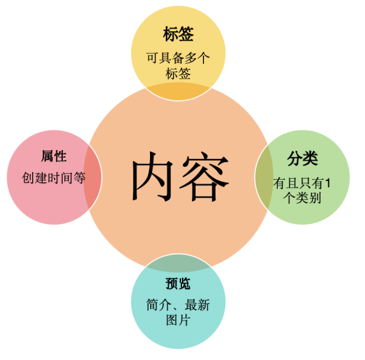 标签
可具备多个
标签
属性
创建时间等
内容
分类
有且只有1
个类别
预览
简介、最新
图片